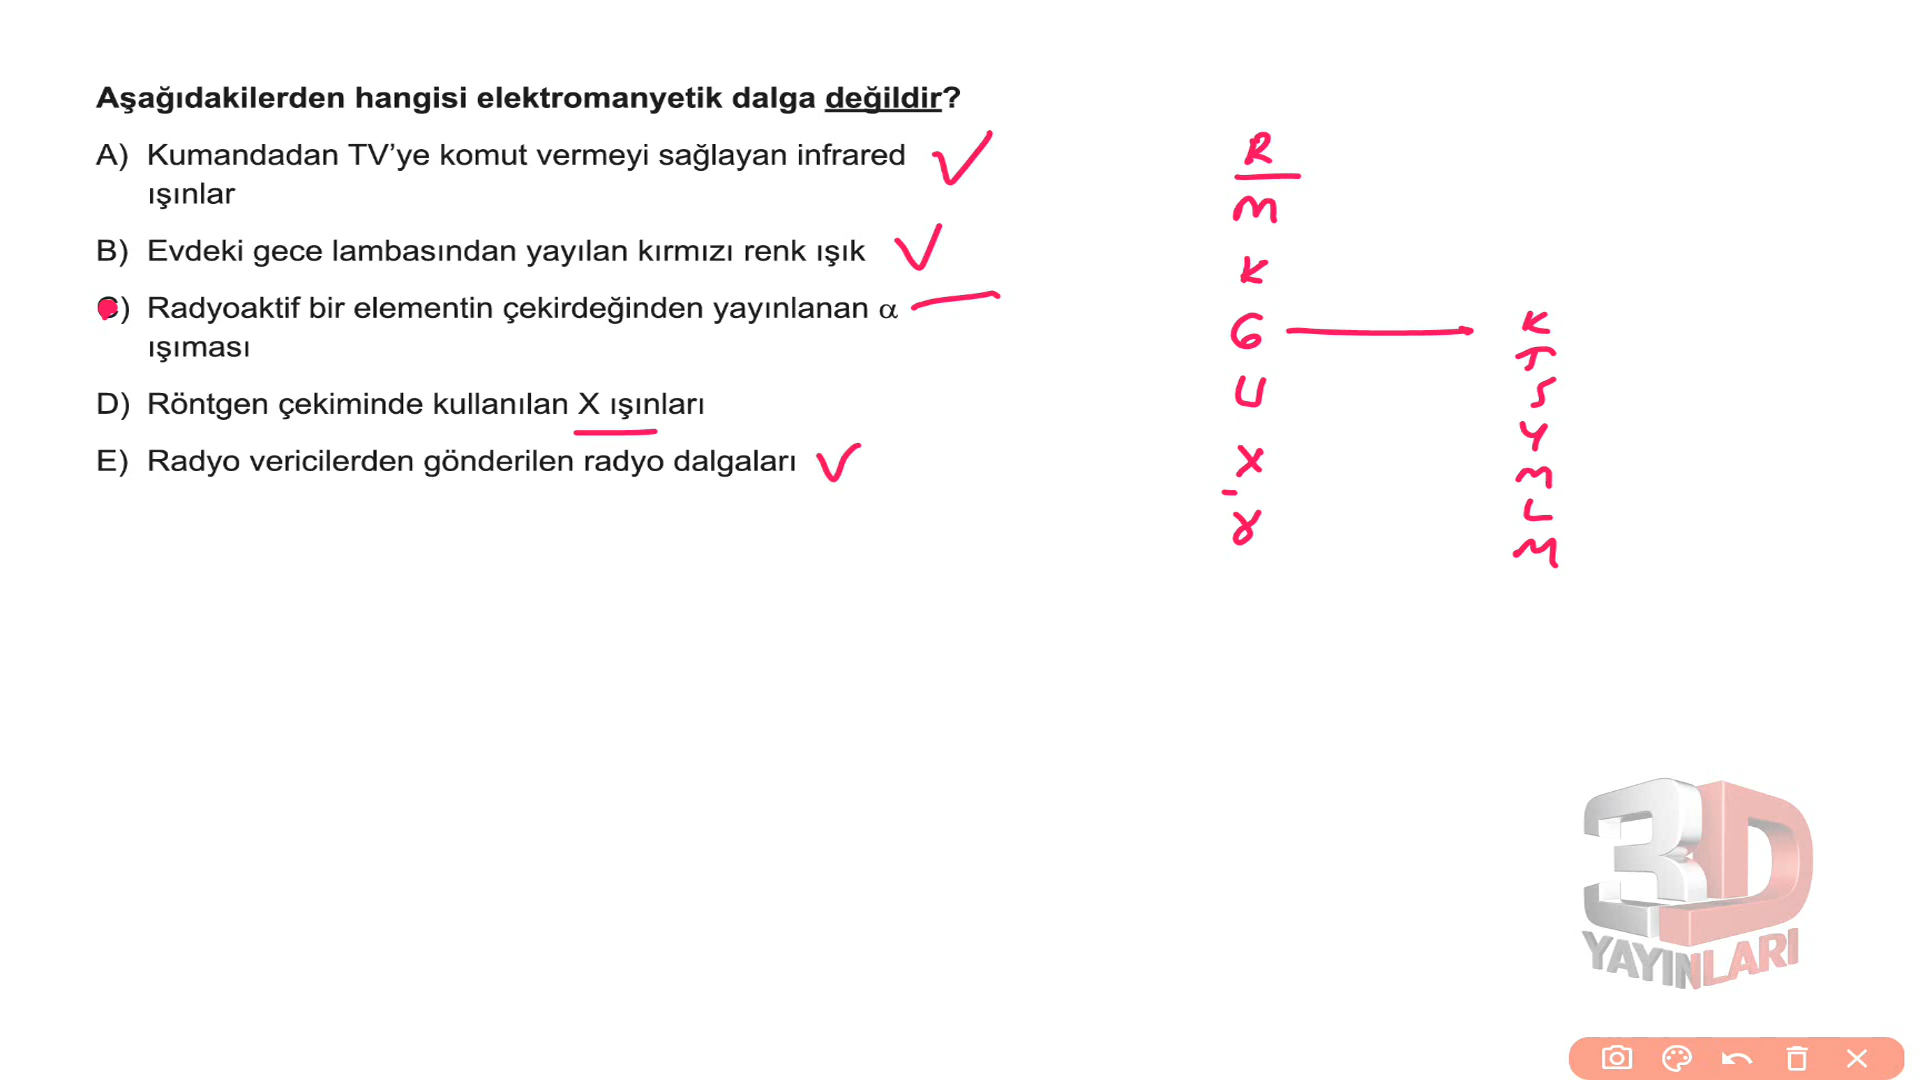 Aşağıdakilerden hangisi elektromanyetik dalga değildir?
A) Kumandadan TV’ye komut vermeyi sağlayan infrared
ışınlar
B) Evdeki gece lambasından yayılan kırmızı renk ışık
C) Radyoaktif bir elementin çekirdeğinden yayınlanan α
ışıması
D) Röntgen çekiminde kullanılan X ışınları
E) Radyo vericilerden gönderilen radyo dalgaları
R
M
K
G
U
X
γ
K
T
S
Y
M
L
M
3D
YAYINLARI